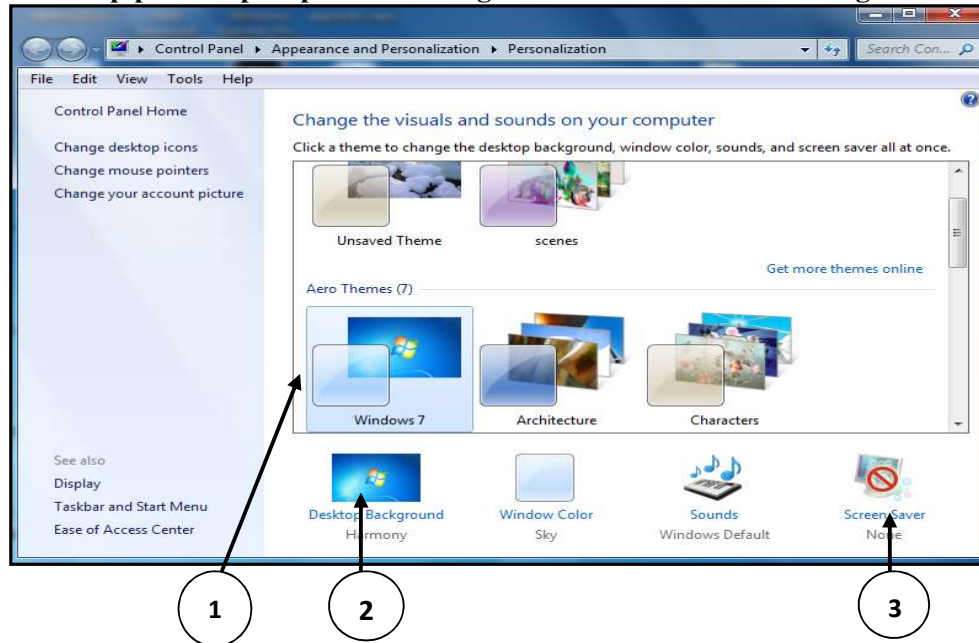 Control Panel ▸ Appearance and Personalization ▸ Personalization
Search Con...
File Edit View Tools Help
Control Panel Home
Change desktop icons
Change mouse pointers
Change your account picture
See also
Display
Taskbar and Start Menu
Ease of Access Center
Change the visuals and sounds on your computer
Click a theme to change the desktop background, window color, sounds, and screen saver all at once.
Unsaved Theme scenes
Get more themes online
Aero Themes (7)
Windows 7 Architecture Characters
Desktop Background Window Color Sounds Screen Saver
Harmony Sky Windows Default None
1 2 3